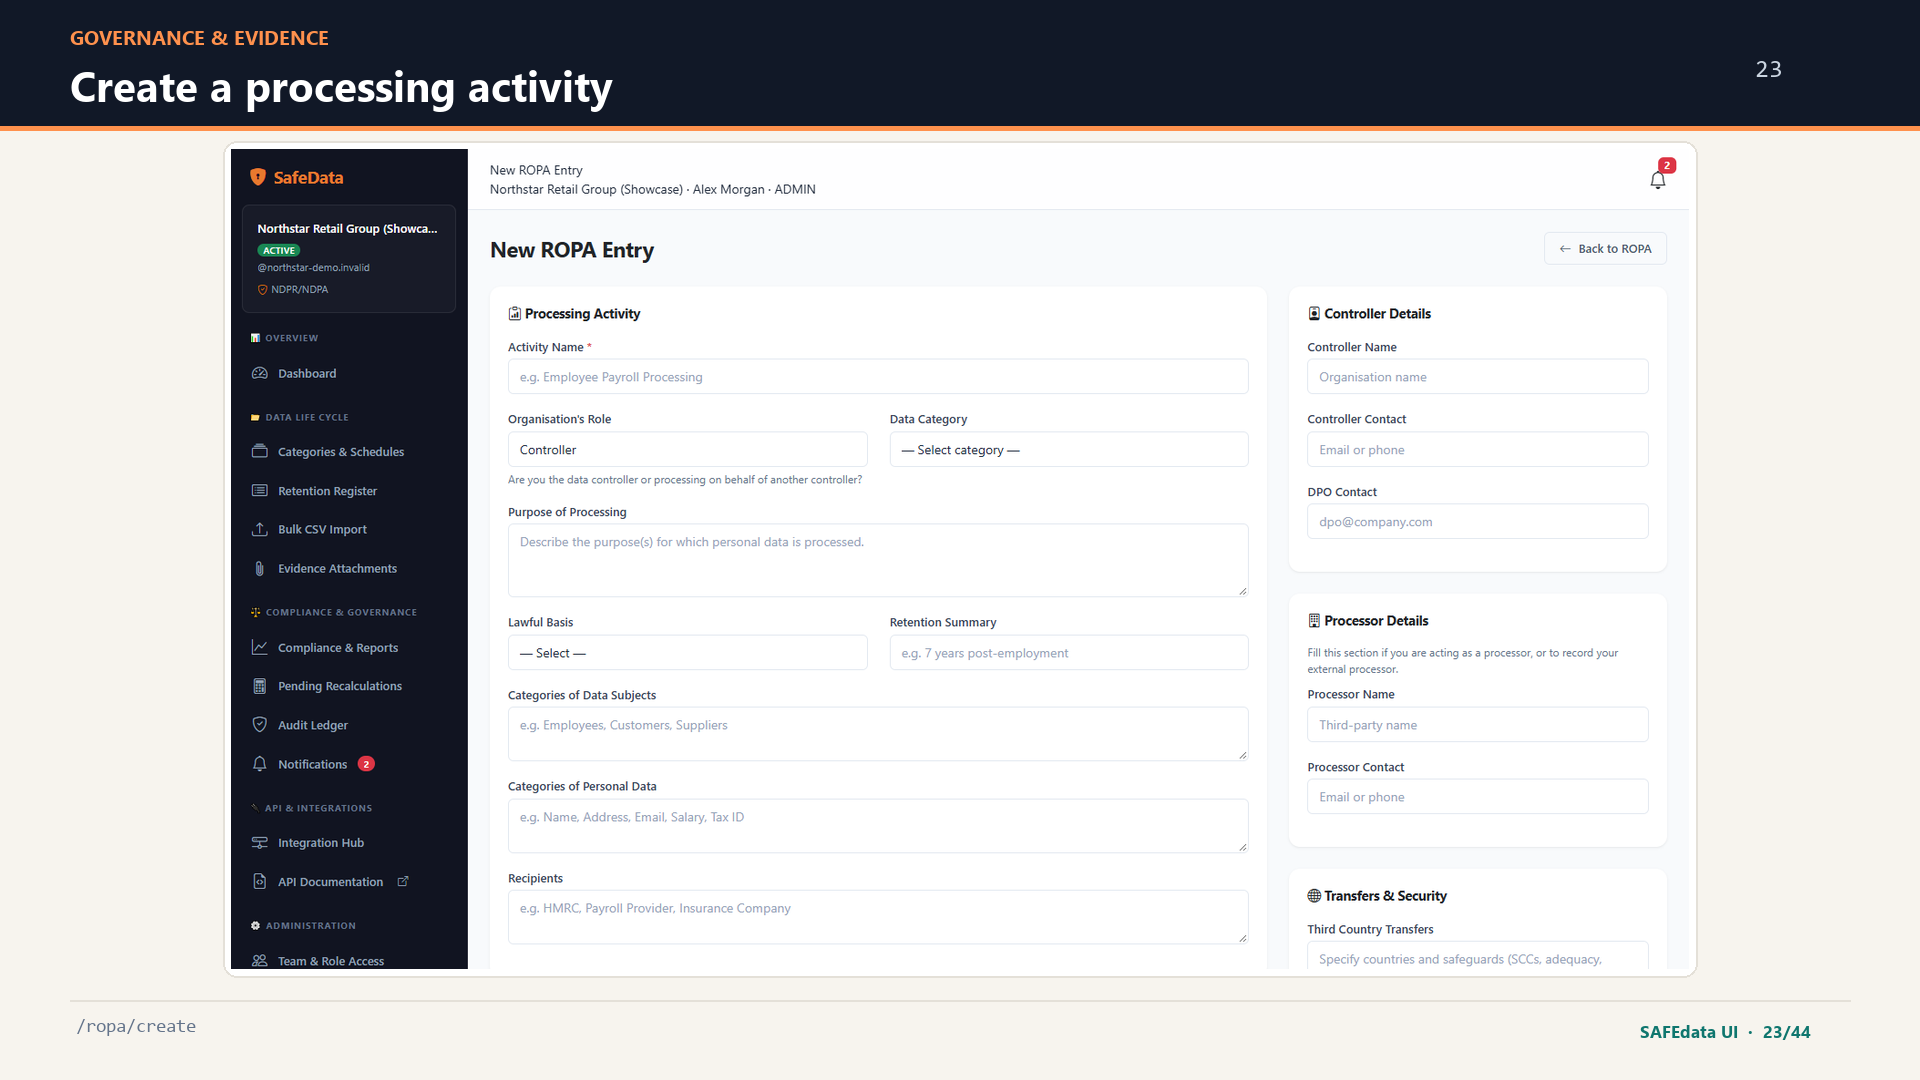 GOVERNANCE & EVIDENCE
Create a processing activity
23
SafeData
Northstar Retail Group (Showca...
ACTIVE
@northstar-demo.invalid
NDPR/NDPA
OVERVIEW
Dashboard
DATA LIFE CYCLE
Categories & Schedules
Retention Register
Bulk CSV Import
Evidence Attachments
COMPLIANCE & GOVERNANCE
Compliance & Reports
Pending Recalculations
Audit Ledger
Notifications 2
API & INTEGRATIONS
Integration Hub
API Documentation
ADMINISTRATION
Team & Role Access
New ROPA Entry
Northstar Retail Group (Showcase) · Alex Morgan · ADMIN
2
New ROPA Entry
← Back to ROPA
Processing Activity
Activity Name *
e.g. Employee Payroll Processing
Organisation's Role
Controller
Are you the data controller or processing on behalf of another controller?
Data Category
— Select category —
Purpose of Processing
Describe the purpose(s) for which personal data is processed.
Lawful Basis
— Select —
Retention Summary
e.g. 7 years post-employment
Categories of Data Subjects
e.g. Employees, Customers, Suppliers
Categories of Personal Data
e.g. Name, Address, Email, Salary, Tax ID
Recipients
e.g. HMRC, Payroll Provider, Insurance Company
Controller Details
Controller Name
Organisation name
Controller Contact
Email or phone
DPO Contact
dpo@company.com
Processor Details
Fill this section if you are acting as a processor, or to record your
external processor.
Processor Name
Third-party name
Processor Contact
Email or phone
Transfers & Security
Third Country Transfers
Specify countries and safeguards (SCCs, adequacy,
/ropa/create
SAFEdata UI · 23/44